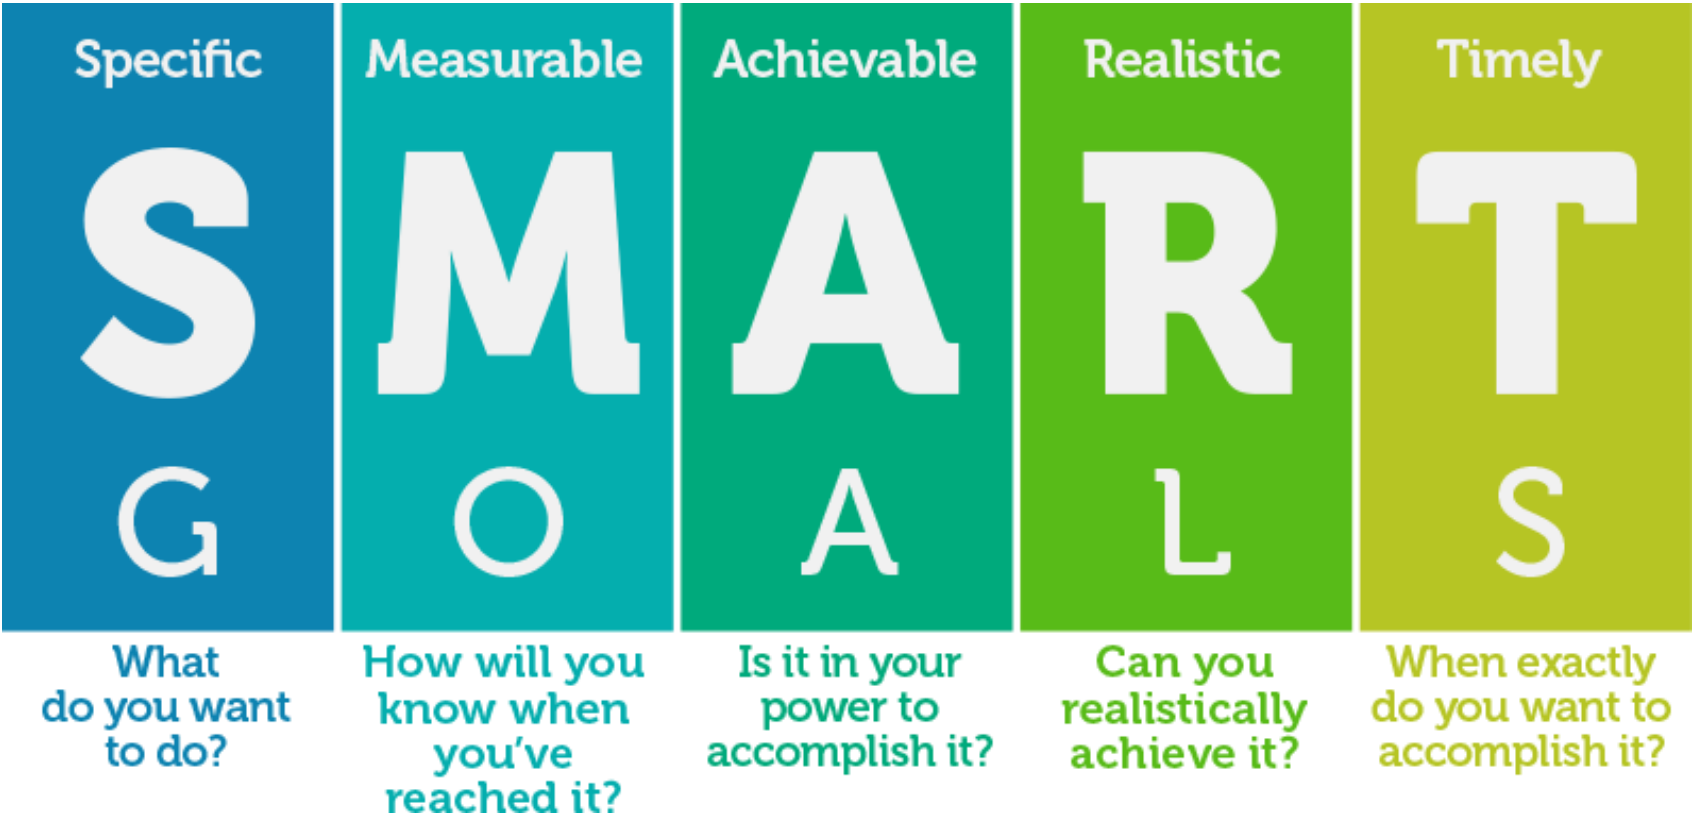 Specific Measurable Achievable Realistic Timely
S M A R T
G O A L S
What
do you want
to do?
How will you
know when
you've
reached it?
Is it in your
power to
accomplish it?
Can you
realistically
achieve it?
When exactly
do you want to
accomplish it?